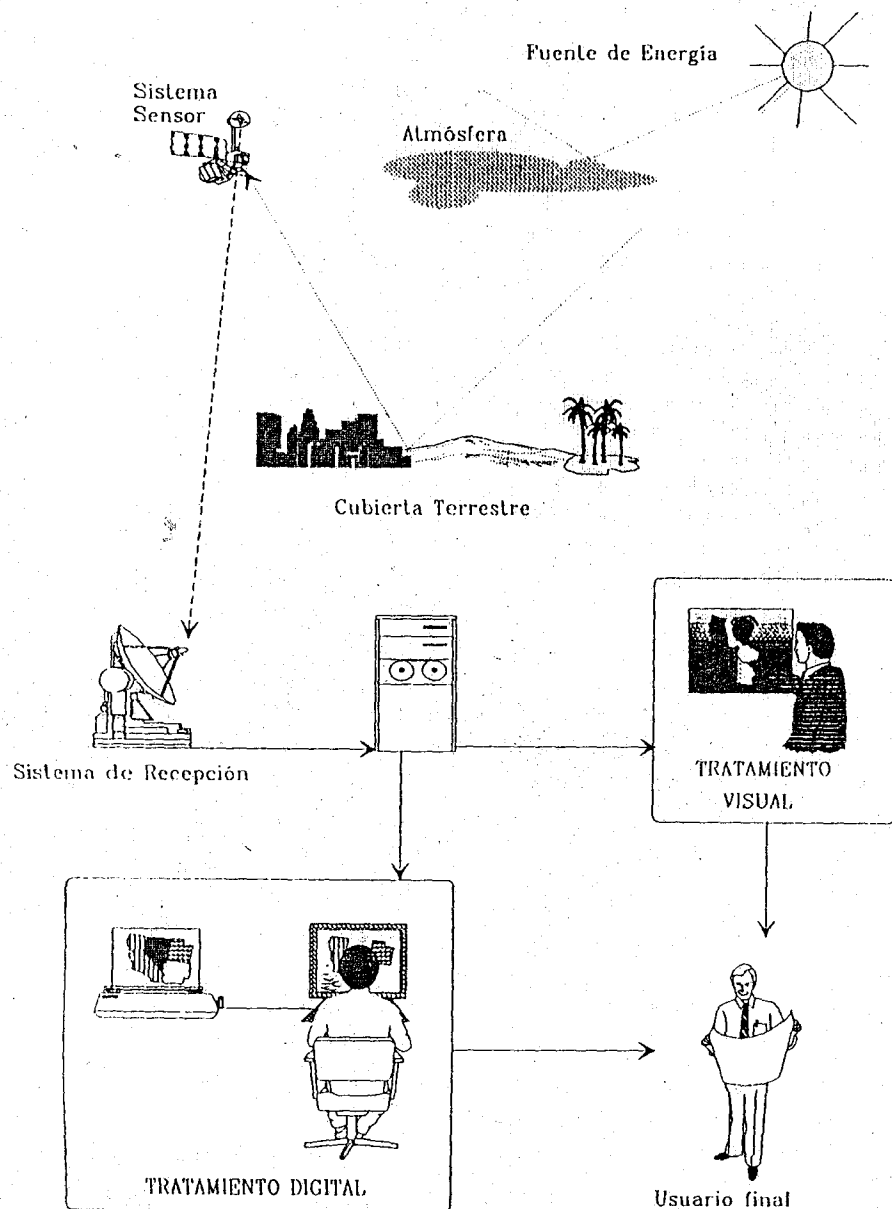 Fuente de Energía
Sistema
Sensor
Atmósfera
Cubierta Terrestre
Sistema de Recepción
TRATAMIENTO
VISUAL
TRATAMIENTO DIGITAL
Usuario final